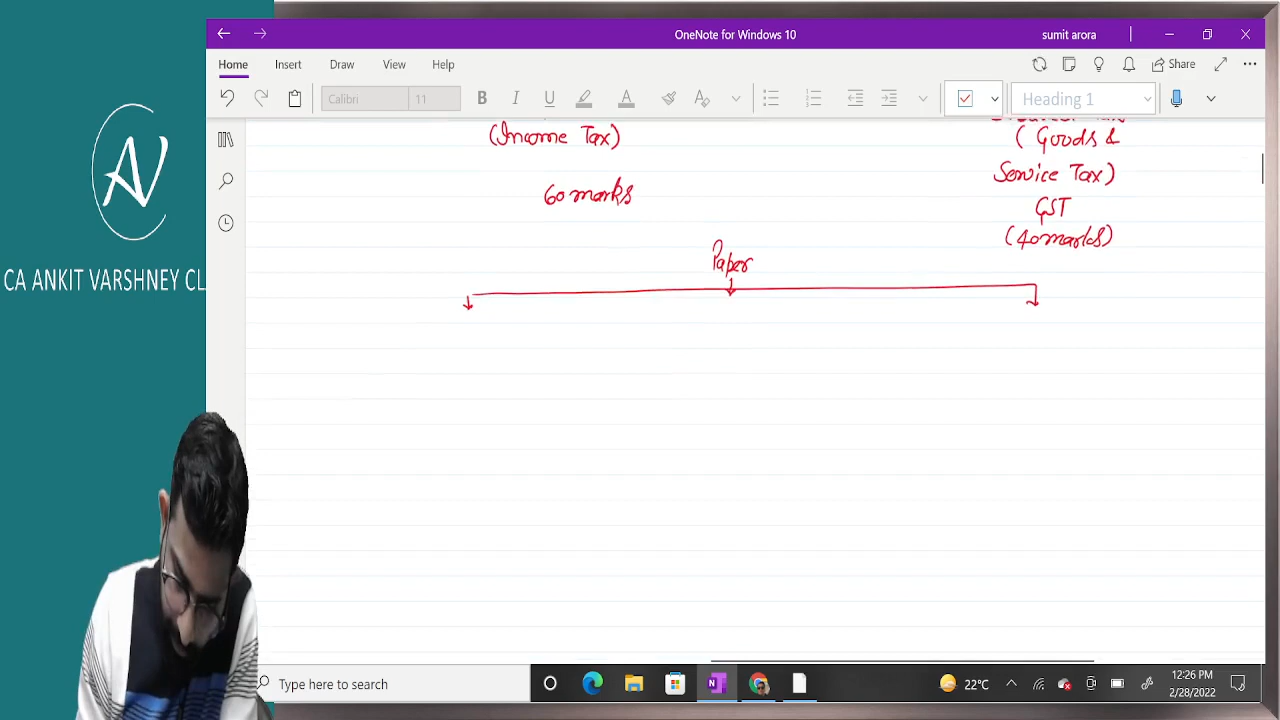 OneNote for Windows 10
sumit arora
Home
Insert
Draw
View
Help
Share
Calibri
11
B
I
U
A
Heading 1
(Income Tax)
60 marks
( Goods &
Service Tax)
GST
(40 marks)
Paper
AV
CA ANKIT VARSHNEY CL
Type here to search
22°C
12:26 PM
2/28/2022